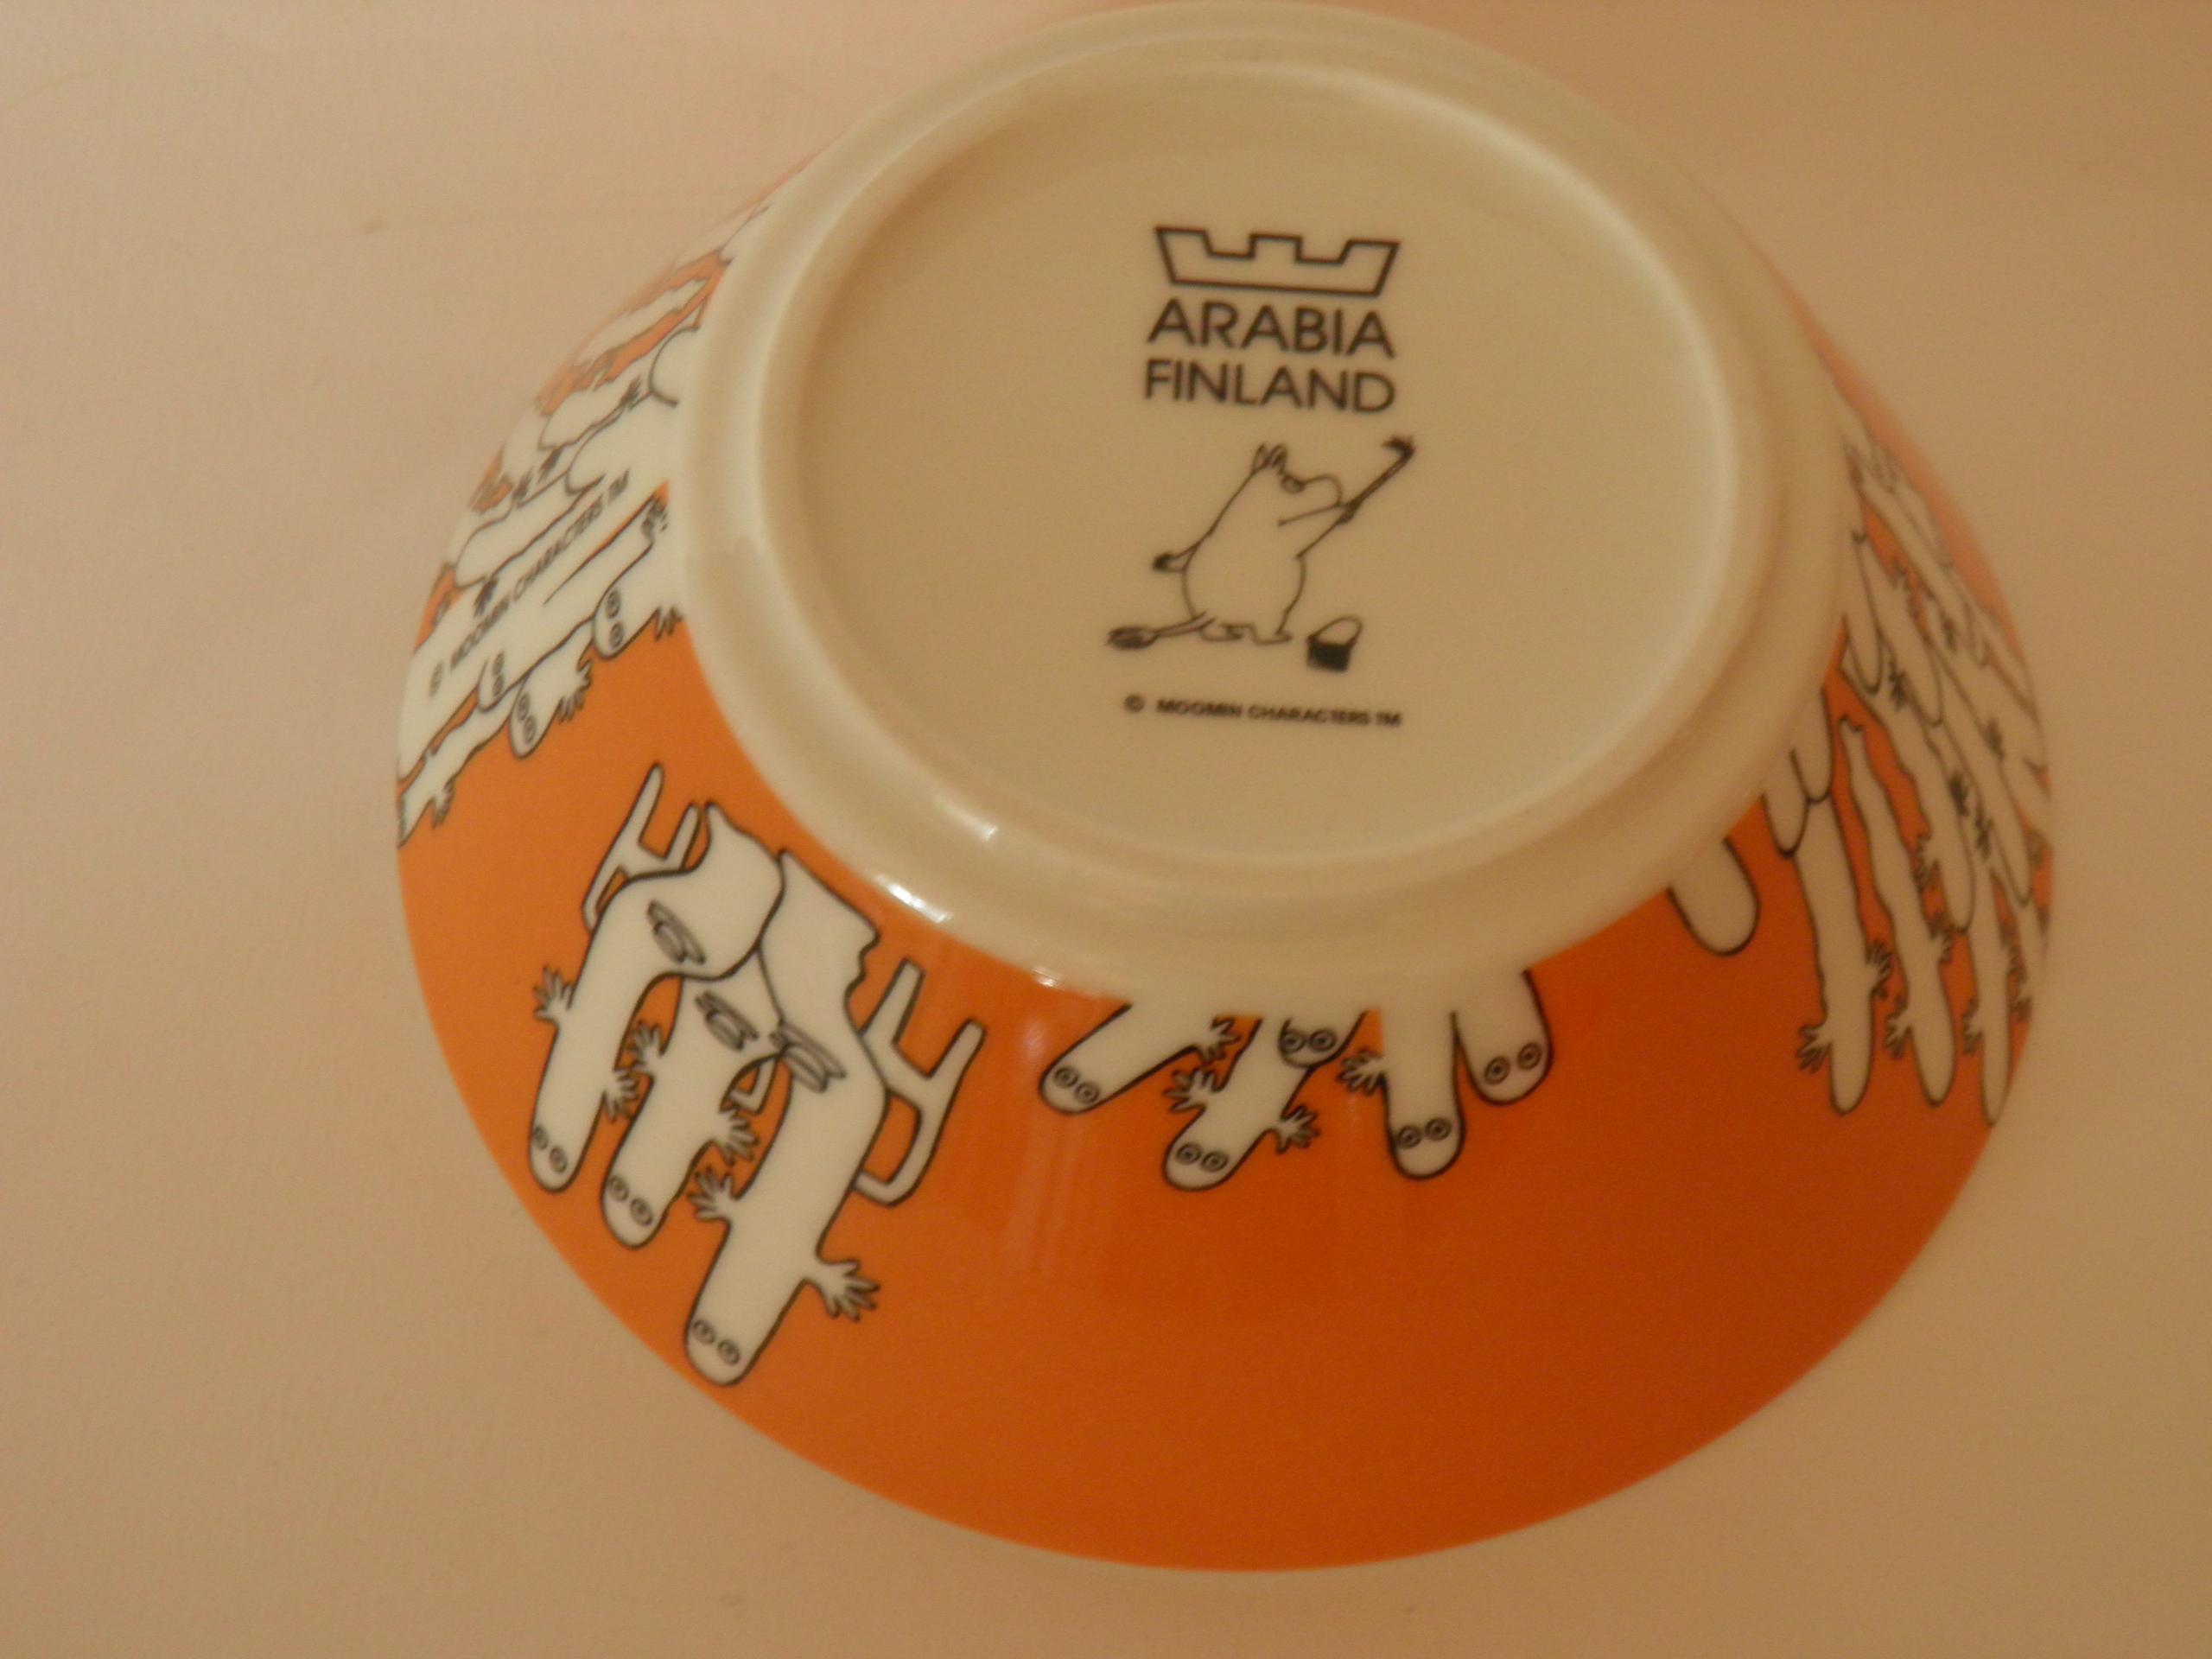 ARABIA
FINLAND
© MOOMIN CHARACTERS TM
© MOOMIN CHARACTERS TM